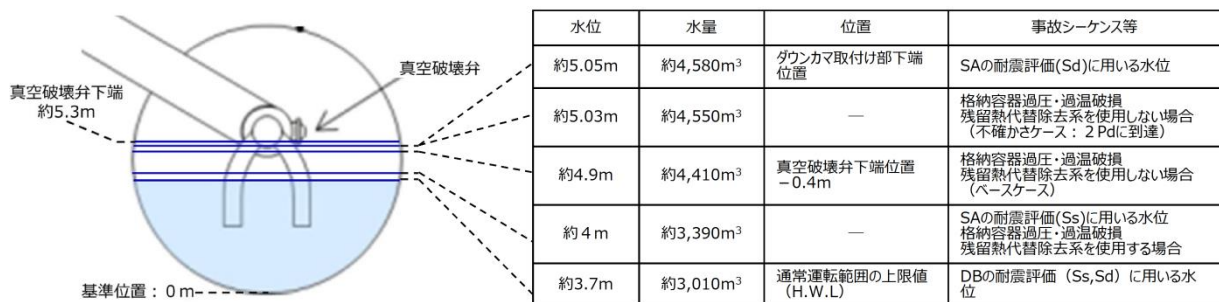 真空破壊弁
真空破壊弁下端
約5.3m
基準位置：0m
水位 水量 位置 事故シーケンス等
約5.05m 約4,580m³ ダウンカマ取付け部下端
位置 SAの耐震評価(Sd)に用いる水位
約5.03m 約4,550m³ ― 格納容器過圧・過温破損
残留熱代替除去系を使用しない場合
（不確かさケース：２Pdに到達）
約4.9m 約4,410m³ 真空破壊弁下端位置
－0.4m 格納容器過圧・過温破損
残留熱代替除去系を使用しない場合
（ベースケース）
約４m 約3,390m³ ― SAの耐震評価(Ss)に用いる水位
格納容器過圧・過温破損
残留熱代替除去系を使用する場合
約3.7m 約3,010m³ 通常運転範囲の上限値
（H.W.L） DBの耐震評価（Ss,Sd）に用いる水
位